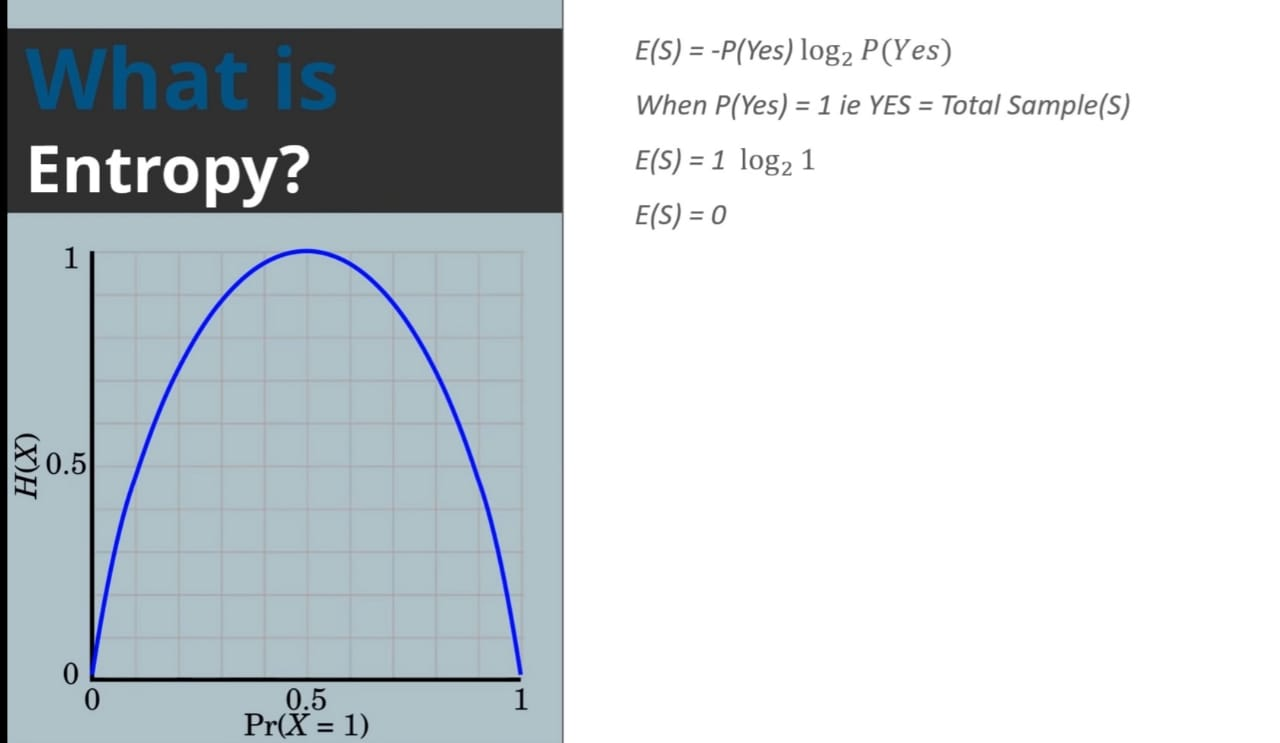 What is
Entropy?
1
H(X)
0.5
0
0
0.5
1
Pr(X = 1)
E(S) = -P(Yes) log₂ P(Yes)
When P(Yes) = 1 ie YES = Total Sample(S)
E(S) = 1 log₂ 1
E(S) = 0